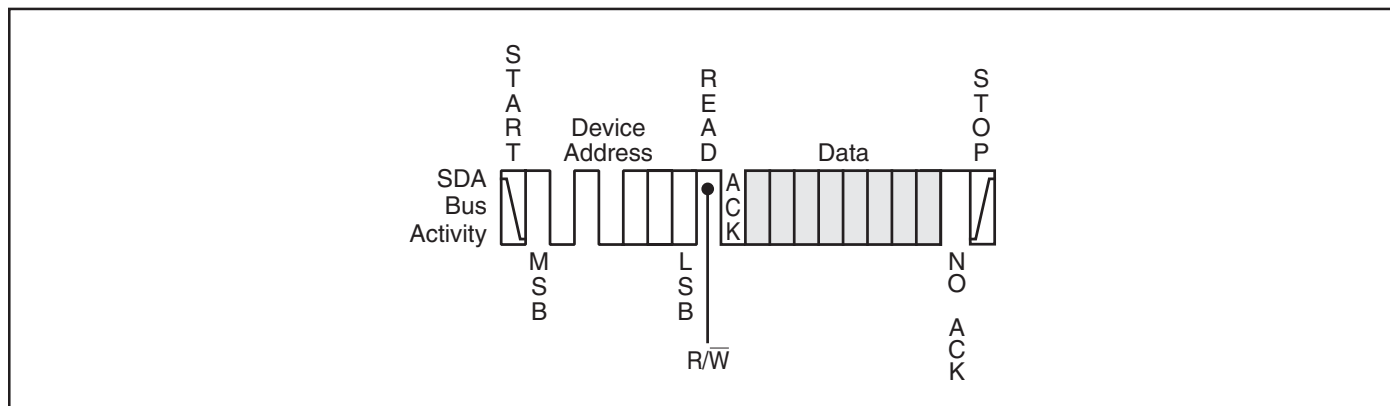 START
Device
Address
READ
Data
STOP
SDA
Bus
Activity
ACK
MSB
LSB
R/W̅
NO ACK